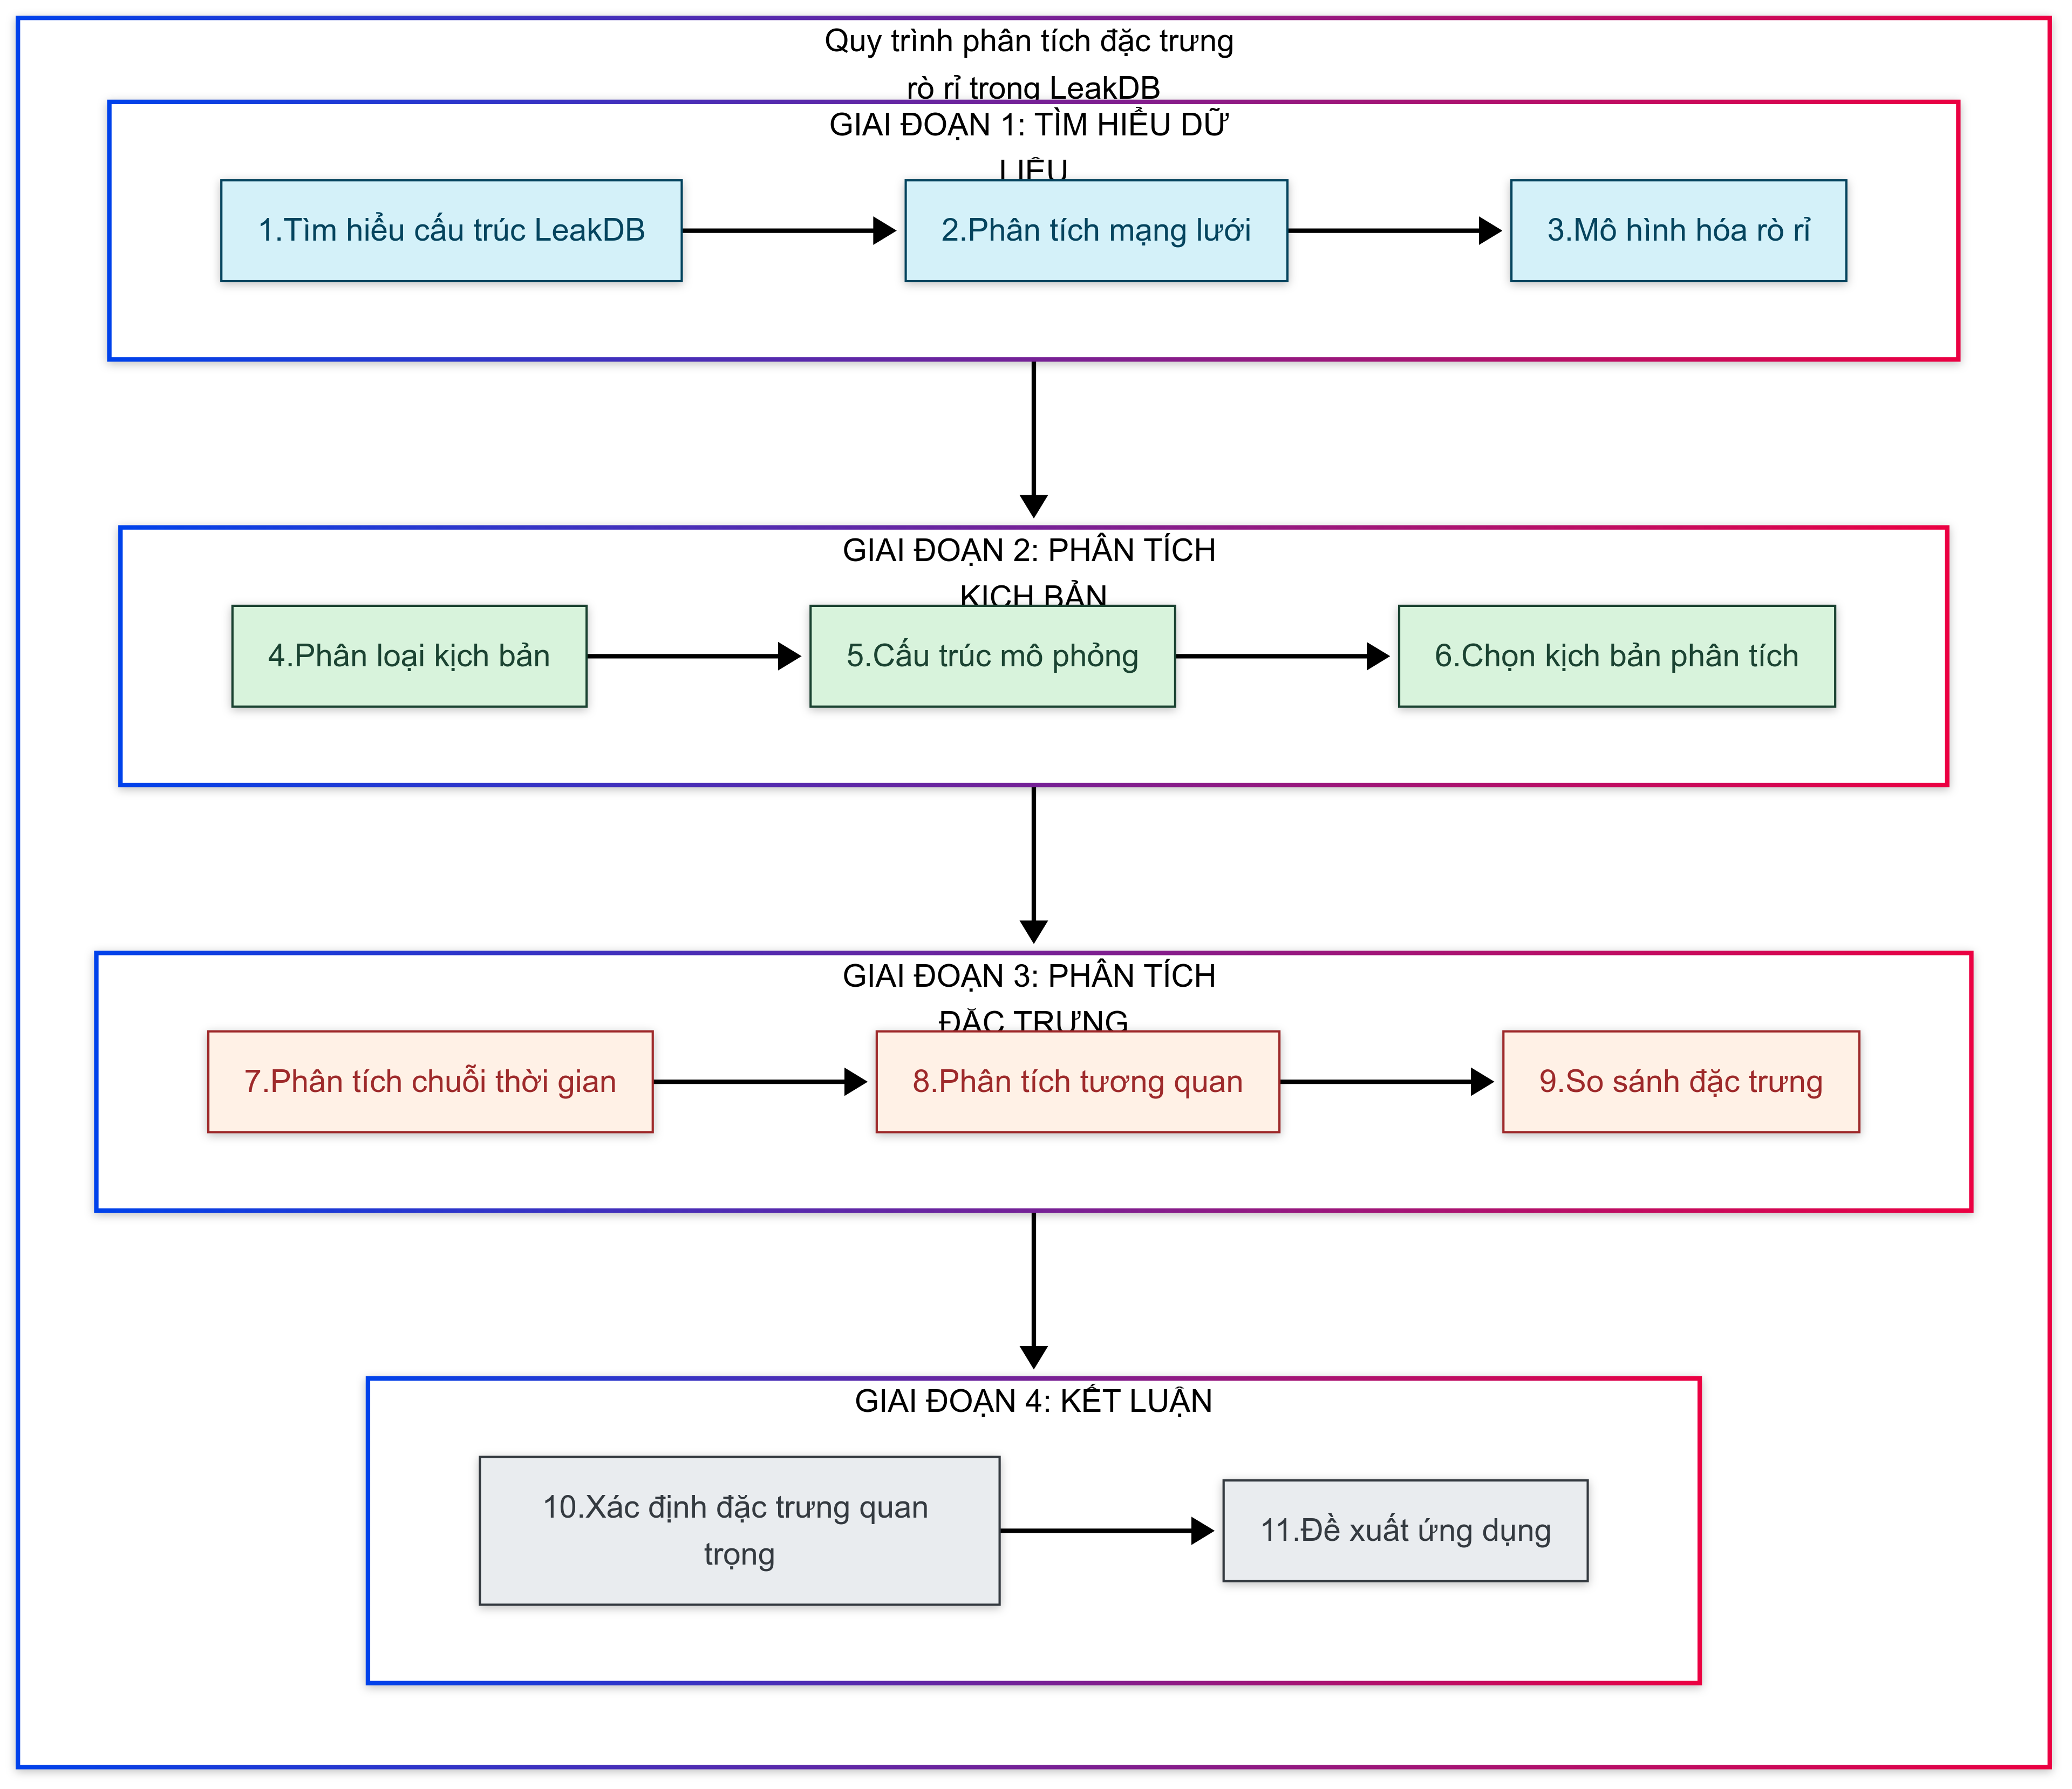 Quy trình phân tích đặc trưng
rò rỉ trong LeakDB
GIAI ĐOẠN 1: TÌM HIỂU DỮ
LIỆU
1.Tìm hiểu cấu trúc LeakDB
2.Phân tích mạng lưới
3.Mô hình hóa rò rỉ
GIAI ĐOẠN 2: PHÂN TÍCH
KỊCH BẢN
4.Phân loại kịch bản
5.Cấu trúc mô phỏng
6.Chọn kịch bản phân tích
GIAI ĐOẠN 3: PHÂN TÍCH
ĐẶC TRƯNG
7.Phân tích chuỗi thời gian
8.Phân tích tương quan
9.So sánh đặc trưng
GIAI ĐOẠN 4: KẾT LUẬN
10.Xác định đặc trưng quan
trọng
11.Đề xuất ứng dụng